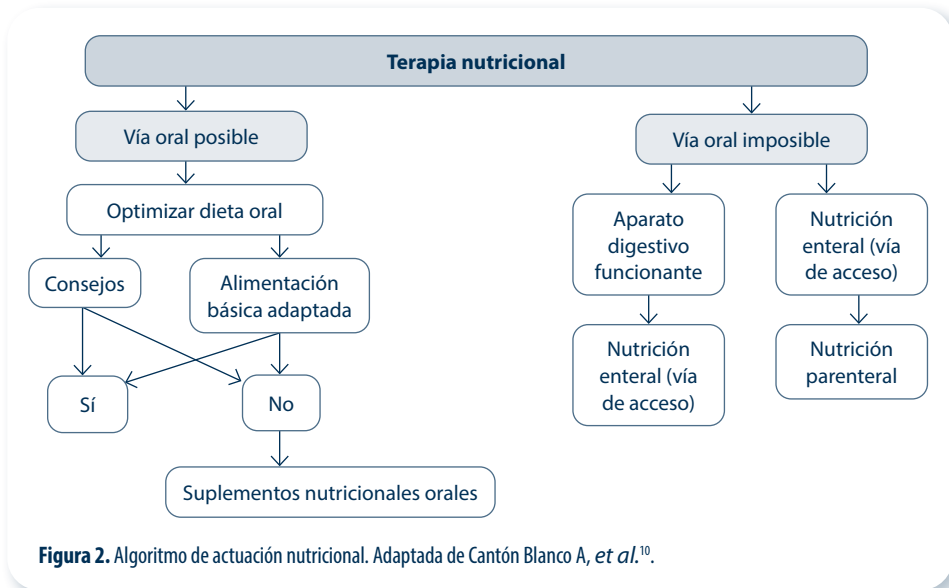 Terapia nutricional
Vía oral posible
Vía oral imposible
Optimizar dieta oral
Aparato
digestivo
funcionante
Nutrición
enteral (vía
de acceso)
Consejos
Alimentación
básica adaptada
Nutrición
enteral (vía
de acceso)
Nutrición
parenteral
Sí
No
Suplementos nutricionales orales
Figura 2. Algoritmo de actuación nutricional. Adaptada de Cantón Blanco A, et al.¹⁰.